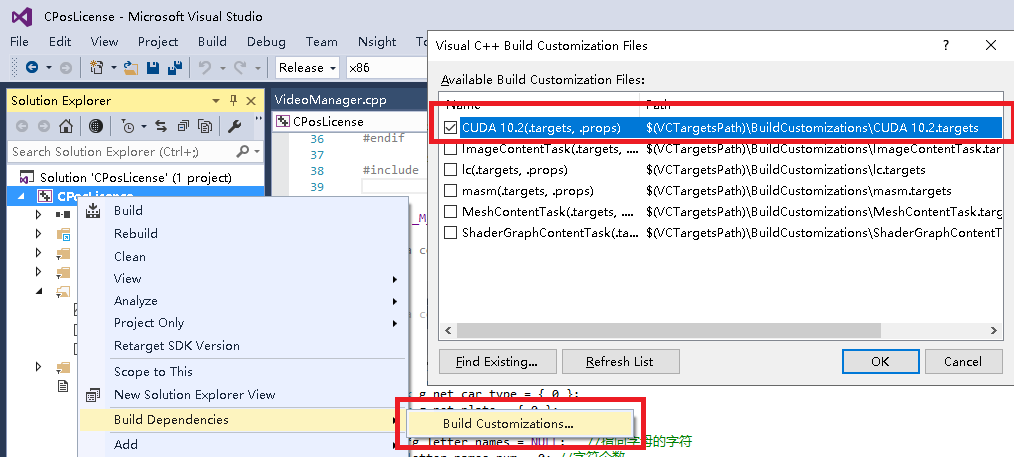 CPosLicense - Microsoft Visual Studio
File Edit View Project Build Debug Team Nsight To
Release x86
Solution Explorer
Search Solution Explorer (Ctrl+;)
Solution 'CPosLicense' (1 project)
CPosLicense
Build
Rebuild
Clean
View
Analyze
Project Only
Retarget SDK Version
Scope to This
New Solution Explorer View
Build Dependencies
Add
Build Customizations...
VideoManager.cpp
CPosLicense
36 #endif
37
38 #include
39
_M_
a co
a co
g_net_car_type = { 0 };
g letter names = NULL; //指向字母的字符
//字符个数
Visual C++ Build Customization Files
? ×
Available Build Customization Files:
Name Path
CUDA 10.2(.targets, .props) $(VCTargetsPath)\BuildCustomizations\CUDA 10.2.targets
ImageContentTask(.targets, .... $(VCTargetsPath)\BuildCustomizations\ImageContentTask.tar
lc(.targets, .props) $(VCTargetsPath)\BuildCustomizations\lc.targets
masm(.targets, .props) $(VCTargetsPath)\BuildCustomizations\masm.targets
MeshContentTask(.targets, .... $(VCTargetsPath)\BuildCustomizations\MeshContentTask.targ
ShaderGraphContentTask(.ta... $(VCTargetsPath)\BuildCustomizations\ShaderGraphContentT
Find Existing... Refresh List OK Cancel